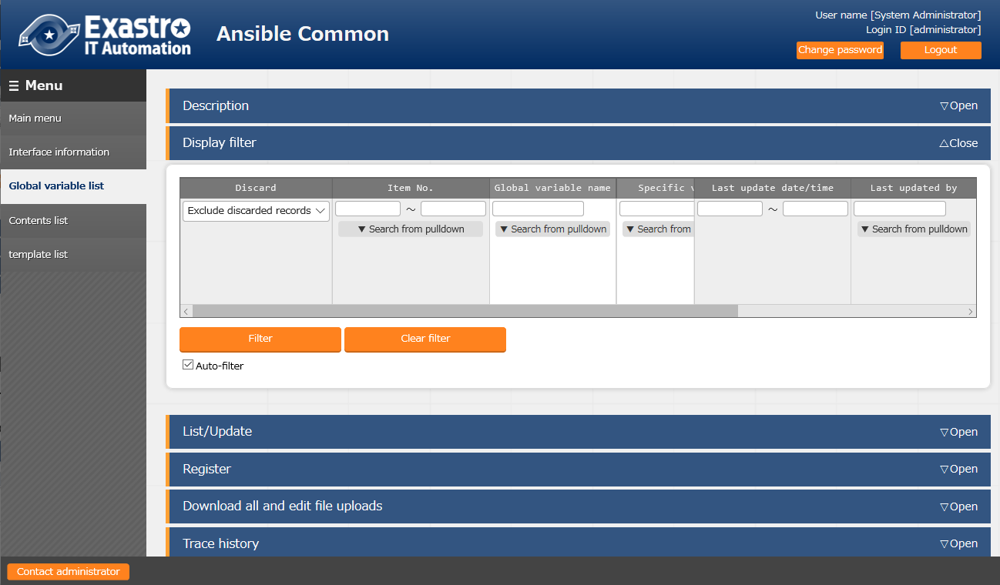 Exastro
IT Automation
Ansible Common
User name [System Administrator]
Login ID [administrator]
Change password
Logout
☰ Menu
Main menu
Interface information
Global variable list
Contents list
template list
Description
▽Open
Display filter
△Close
Discard
Item No.
Global variable name
Specific
Last update date/time
Last updated by
Exclude discarded records
~
~
▼ Search from pulldown
▼ Search from pulldown
▼ Search from
▼ Search from pulldown
Filter
Clear filter
Auto-filter
List/Update
▽Open
Register
▽Open
Download all and edit file uploads
▽Open
Trace history
▽Open
Contact administrator